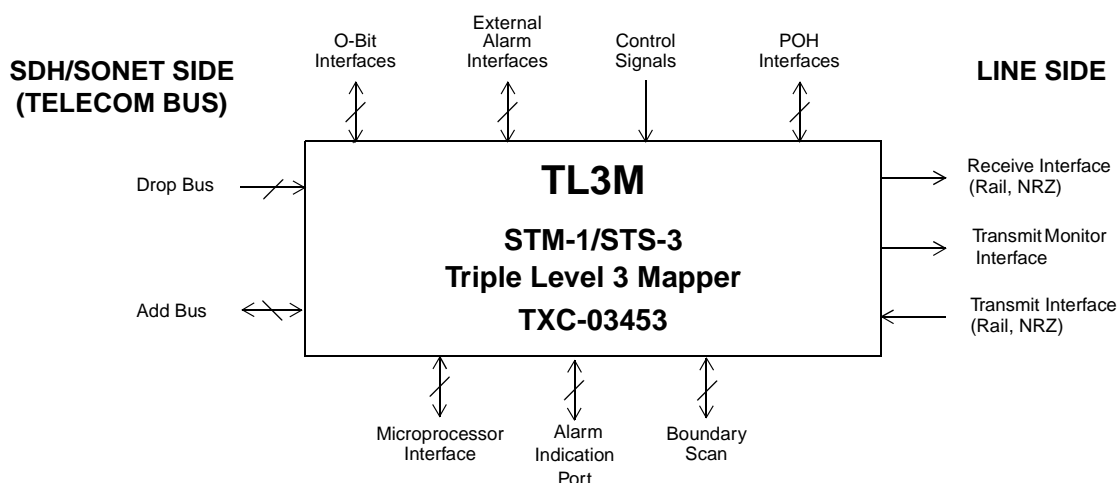 SDH/SONET SIDE
(TELECOM BUS)
O-Bit
Interfaces
External
Alarm
Interfaces
Control
Signals
POH
Interfaces
LINE SIDE
Drop Bus
Add Bus
TL3M
STM-1/STS-3
Triple Level 3 Mapper
TXC-03453
Receive Interface
(Rail, NRZ)
Transmit Monitor
Interface
Transmit Interface
(Rail, NRZ)
Microprocessor
Interface
Alarm
Indication
Port
Boundary
Scan